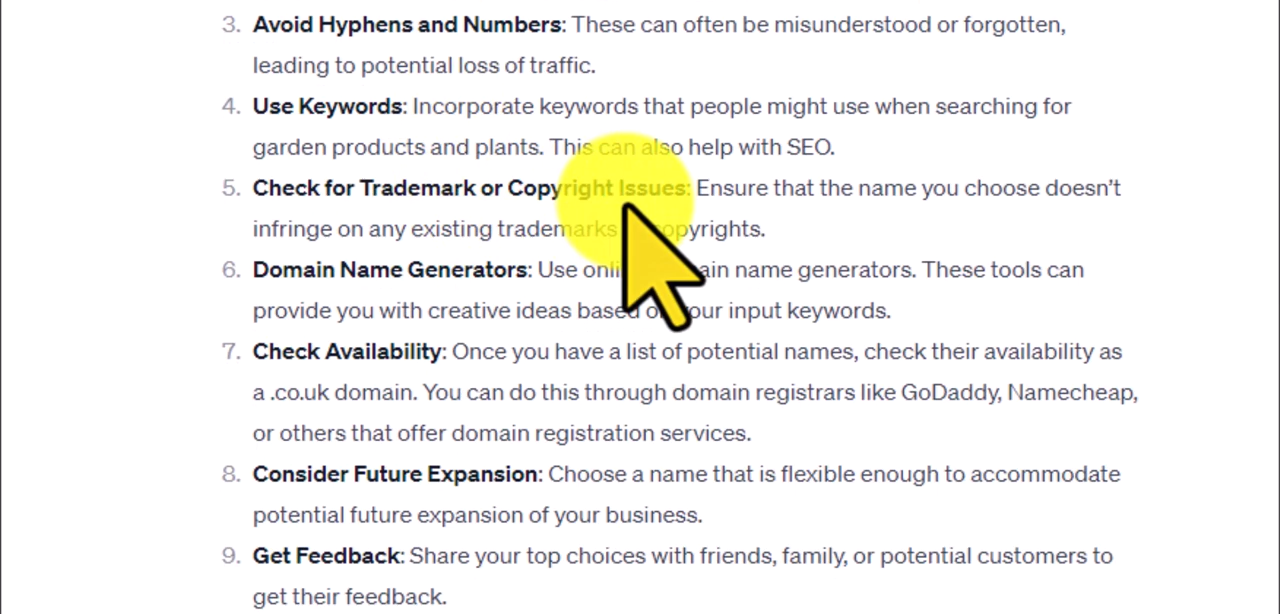 3. Avoid Hyphens and Numbers: These can often be misunderstood or forgotten,
leading to potential loss of traffic.
4. Use Keywords: Incorporate keywords that people might use when searching for
garden products and plants. This can also help with SEO.
5. Check for Trademark or Copyright Issues: Ensure that the name you choose doesn’t
infringe on any existing trademarks copyrights.
6. Domain Name Generators: Use name generators. These tools can
provide you with creative ideas based your input keywords.
7. Check Availability: Once you have a list of potential names, check their availability as
a .co.uk domain. You can do this through domain registrars like GoDaddy, Namecheap,
or others that offer domain registration services.
8. Consider Future Expansion: Choose a name that is flexible enough to accommodate
potential future expansion of your business.
9. Get Feedback: Share your top choices with friends, family, or potential customers to
get their feedback.